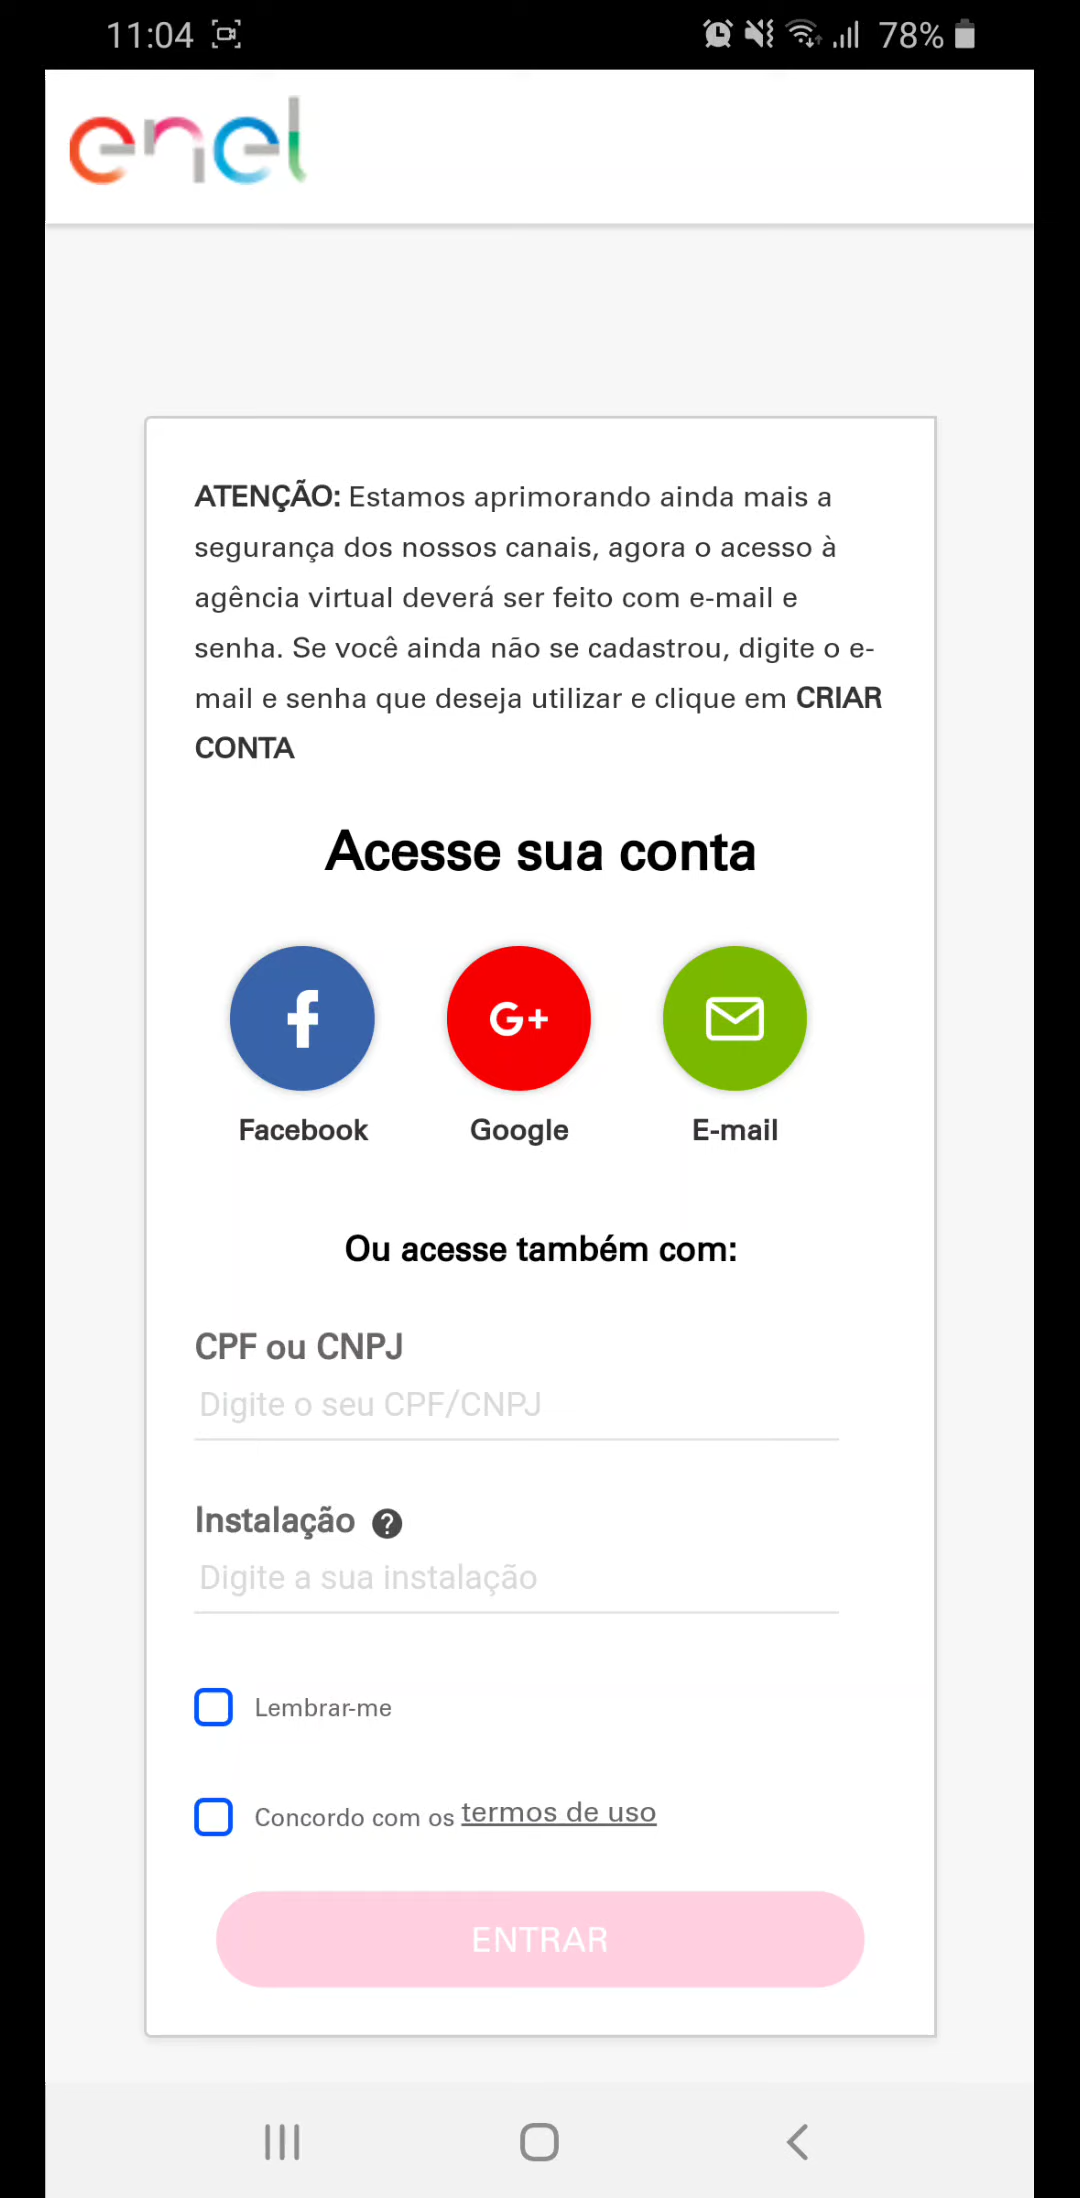 11:04
78%
enel
ATENÇÃO: Estamos aprimorando ainda mais a
segurança dos nossos canais, agora o acesso à
agência virtual deverá ser feito com e-mail e
senha. Se você ainda não se cadastrou, digite o e-
mail e senha que deseja utilizar e clique em CRIAR
CONTA
Acesse sua conta
f G+
Facebook Google E-mail
Ou acesse também com:
CPF ou CNPJ
Digite o seu CPF/CNPJ
Instalação ?
Digite a sua instalação
Lembrar-me
Concordo com os termos de uso
ENTRAR